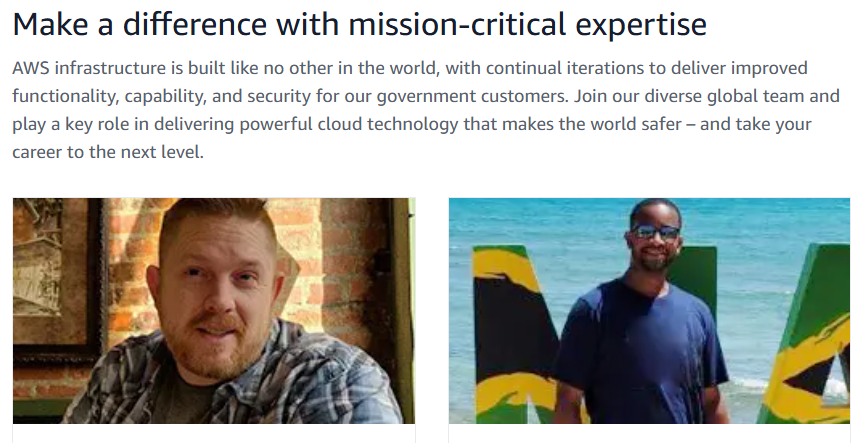 Make a difference with mission-critical expertise
AWS infrastructure is built like no other in the world, with continual iterations to deliver improved
functionality, capability, and security for our government customers. Join our diverse global team and
play a key role in delivering powerful cloud technology that makes the world safer – and take your
career to the next level.